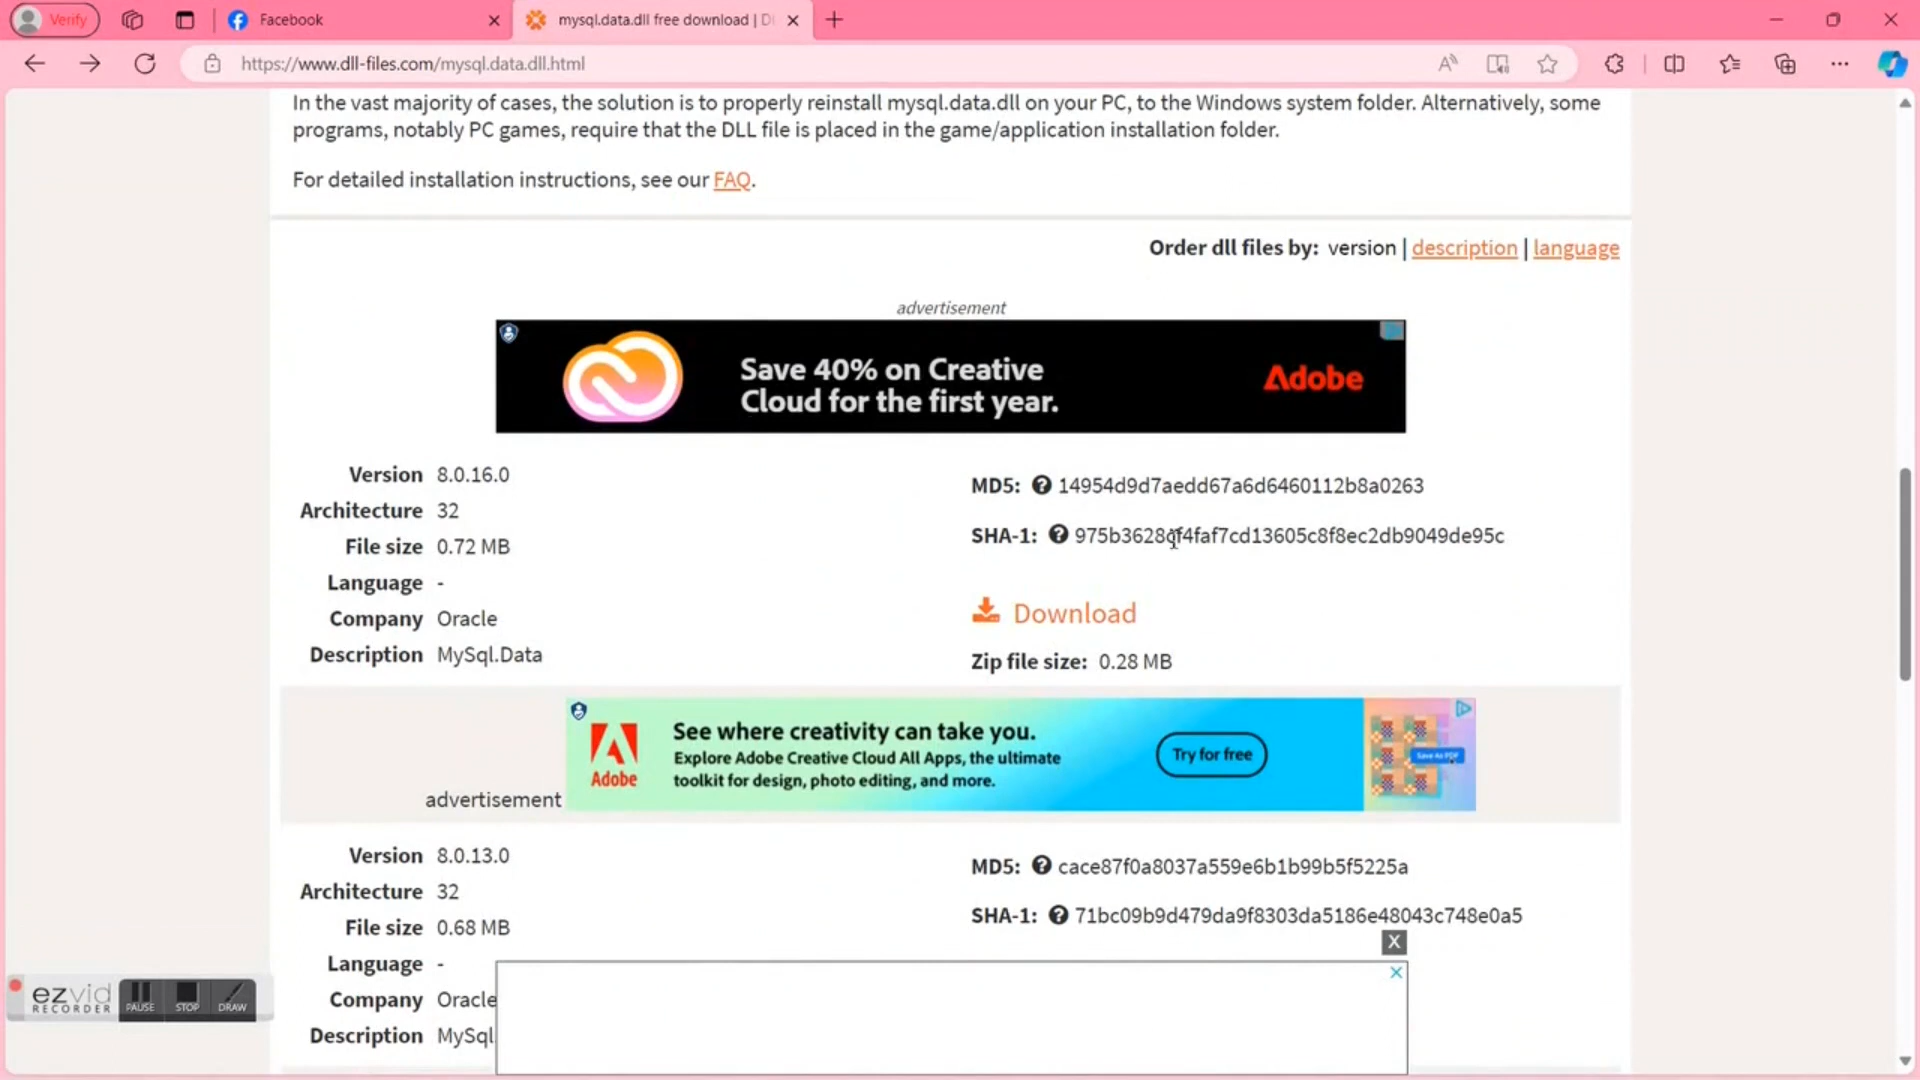 Verify
Facebook
mysql.data.dll free download | Dl
https://www.dll-files.com/mysql.data.dll.html
In the vast majority of cases, the solution is to properly reinstall mysql.data.dll on your PC, to the Windows system folder. Alternatively, some
programs, notably PC games, require that the DLL file is placed in the game/application installation folder.
For detailed installation instructions, see our FAQ.
Order dll files by: version | description | language
advertisement
Save 40% on Creative
Cloud for the first year.
Adobe
Version 8.0.16.0
Architecture 32
File size 0.72 MB
Language -
Company Oracle
Description MySql.Data
MD5: 14954d9d7aedd67a6d6460112b8a0263
SHA-1:
Download
Zip file size: 0.28 MB
advertisement
Adobe
See where creativity can take you.
Explore Adobe Creative Cloud All Apps, the ultimate
toolkit for design, photo editing, and more.
Try for free
Save As PDF
Version 8.0.13.0
Architecture 32
File size 0.68 MB
Language -
Company Oracle
Description MySql
MD5: cace87f0a8037a559e6b1b99b5f5225a
SHA-1: 71bc09b9d479da9f8303da5186e48043c748e0a5
X
ezvid
RECORDER
PAUSE
STOP
DRAW